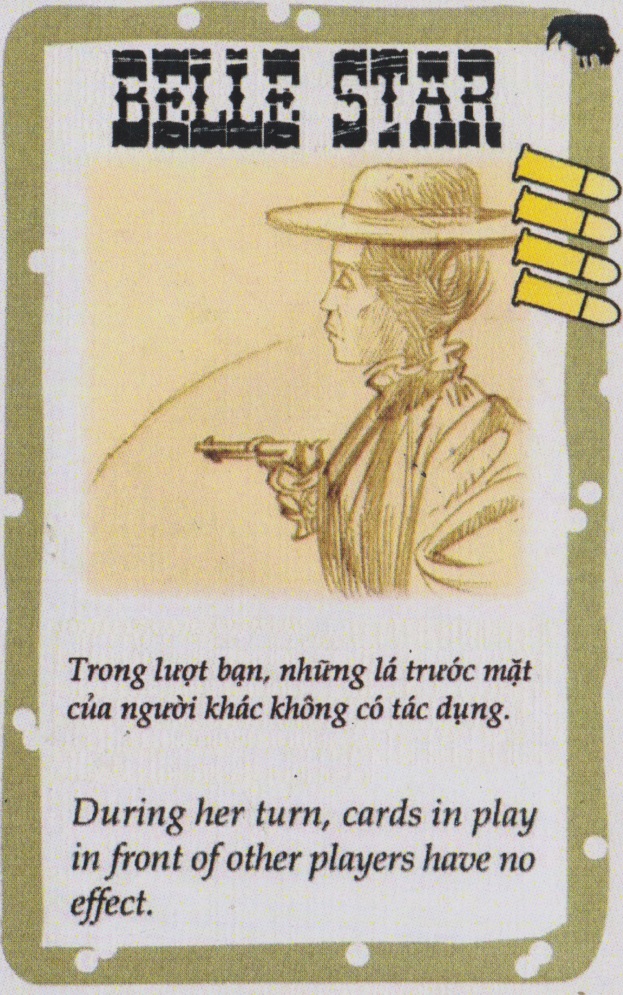 BELLE STAR
Trong lượt bạn, những lá trước mặt
của người khác không có tác dụng.
During her turn, cards in play
in front of other players have no
effect.